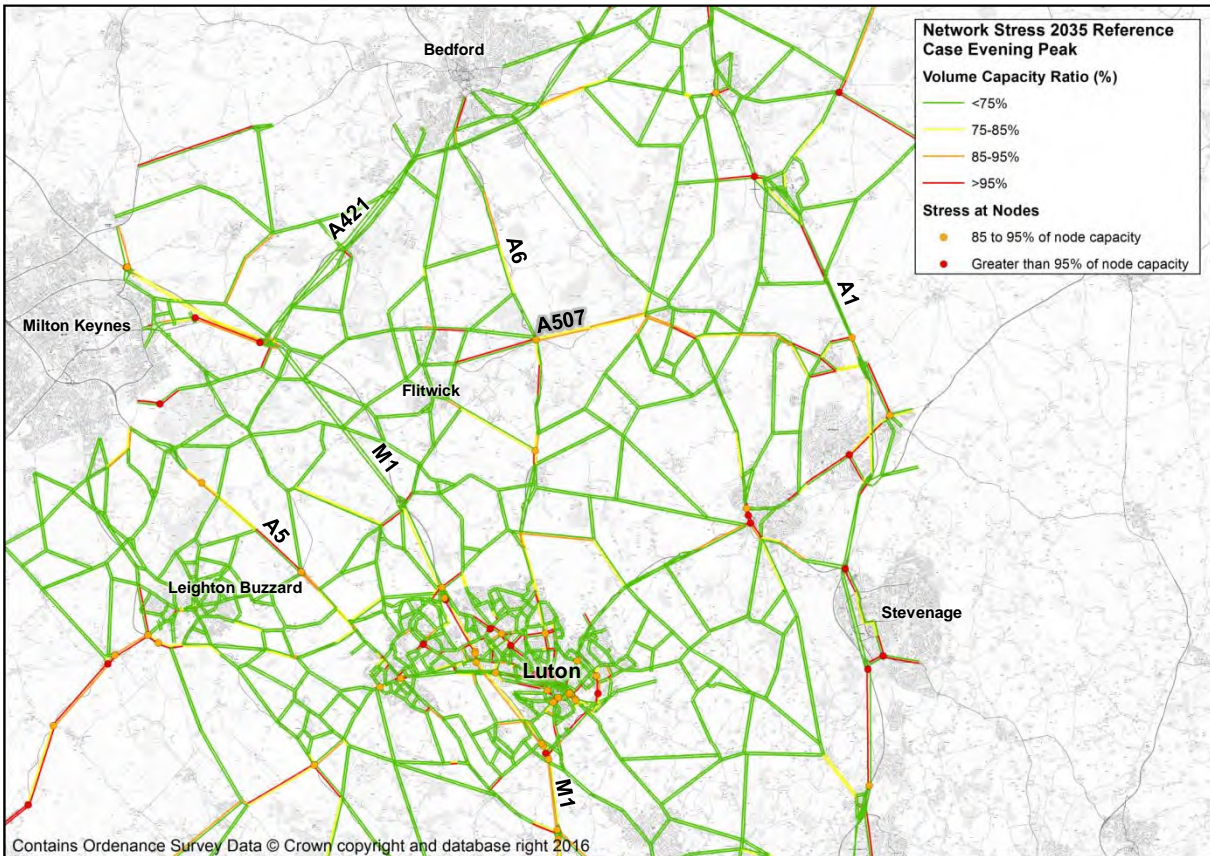 Network Stress 2035 Reference
Case Evening Peak
Volume Capacity Ratio (%)
<75%
75-85%
85-95%
>95%
Stress at Nodes
85 to 95% of node capacity
Greater than 95% of node capacity
Bedford
A421
A6
A1
Milton Keynes
A507
Flitwick
M1
A5
Leighton Buzzard
Stevenage
Luton
M1
Contains Ordenance Survey Data © Crown copyright and database right 2016